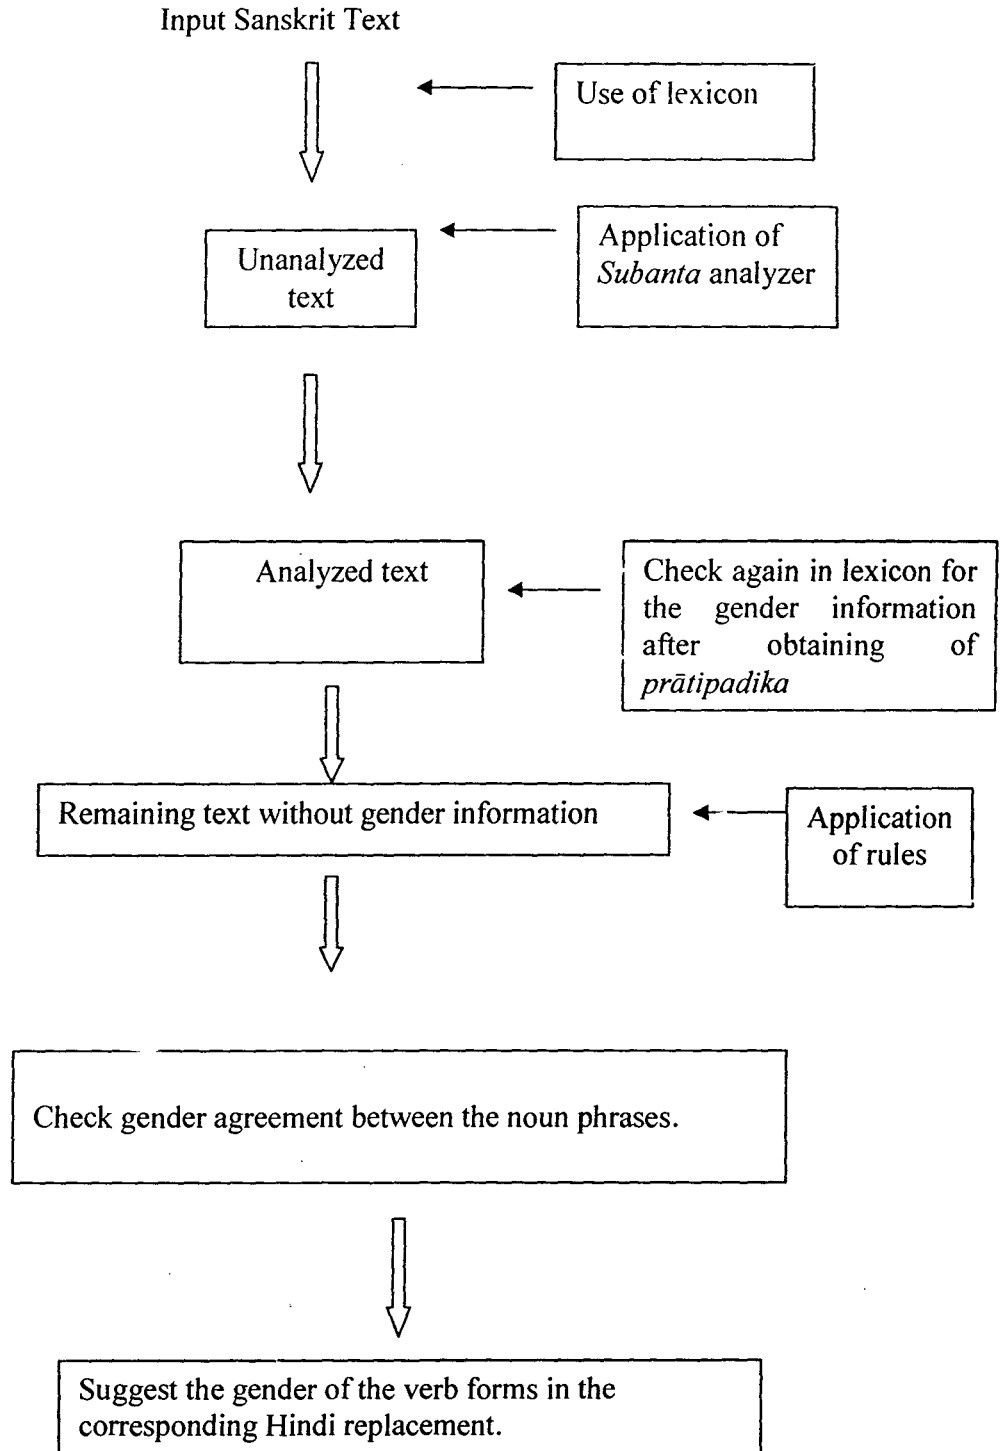 Input Sanskrit Text
Use of lexicon
Application of
Subanta analyzer
Unanalyzed
text
Analyzed text
Check again in lexicon for
the gender information
after obtaining of
prātipadika
Remaining text without gender information
Application
of rules
Check gender agreement between the noun phrases.
Suggest the gender of the verb forms in the
corresponding Hindi replacement.